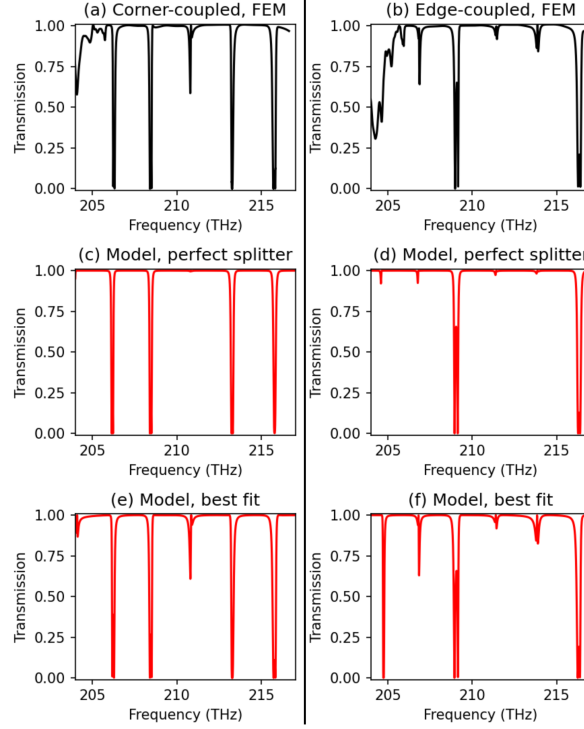 (a) Corner-coupled, FEM
1.00
0.75
0.50
0.25
0.00
Transmission
205 210 215
Frequency (THz)
(b) Edge-coupled, FEM
1.00
0.75
0.50
0.25
0.00
Transmission
205 210 215
Frequency (THz)
(c) Model, perfect splitter
1.00
0.75
0.50
0.25
0.00
Transmission
205 210 215
Frequency (THz)
(d) Model, perfect splitter
1.00
0.75
0.50
0.25
0.00
Transmission
205 210 215
Frequency (THz)
(e) Model, best fit
1.00
0.75
0.50
0.25
0.00
Transmission
205 210 215
Frequency (THz)
(f) Model, best fit
1.00
0.75
0.50
0.25
0.00
Transmission
205 210 215
Frequency (THz)